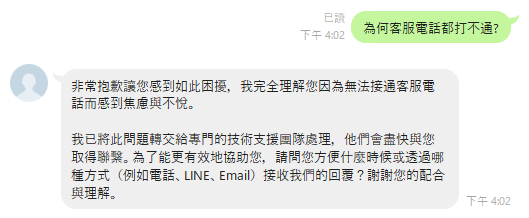 已讀
下午 4:02
為何客服電話都打不通?
非常抱歉讓您感到如此困擾，我完全理解您因為無法接通客服電
話而感到焦慮與不悅。
我已將此問題轉交給專門的技術支援團隊處理，他們會盡快與您
取得聯繫。為了能更有效地協助您，請問您方便什麼時候或透過哪
種方式（例如電話、LINE、Email）接收我們的回覆？謝謝您的配合
與理解。
下午 4:02